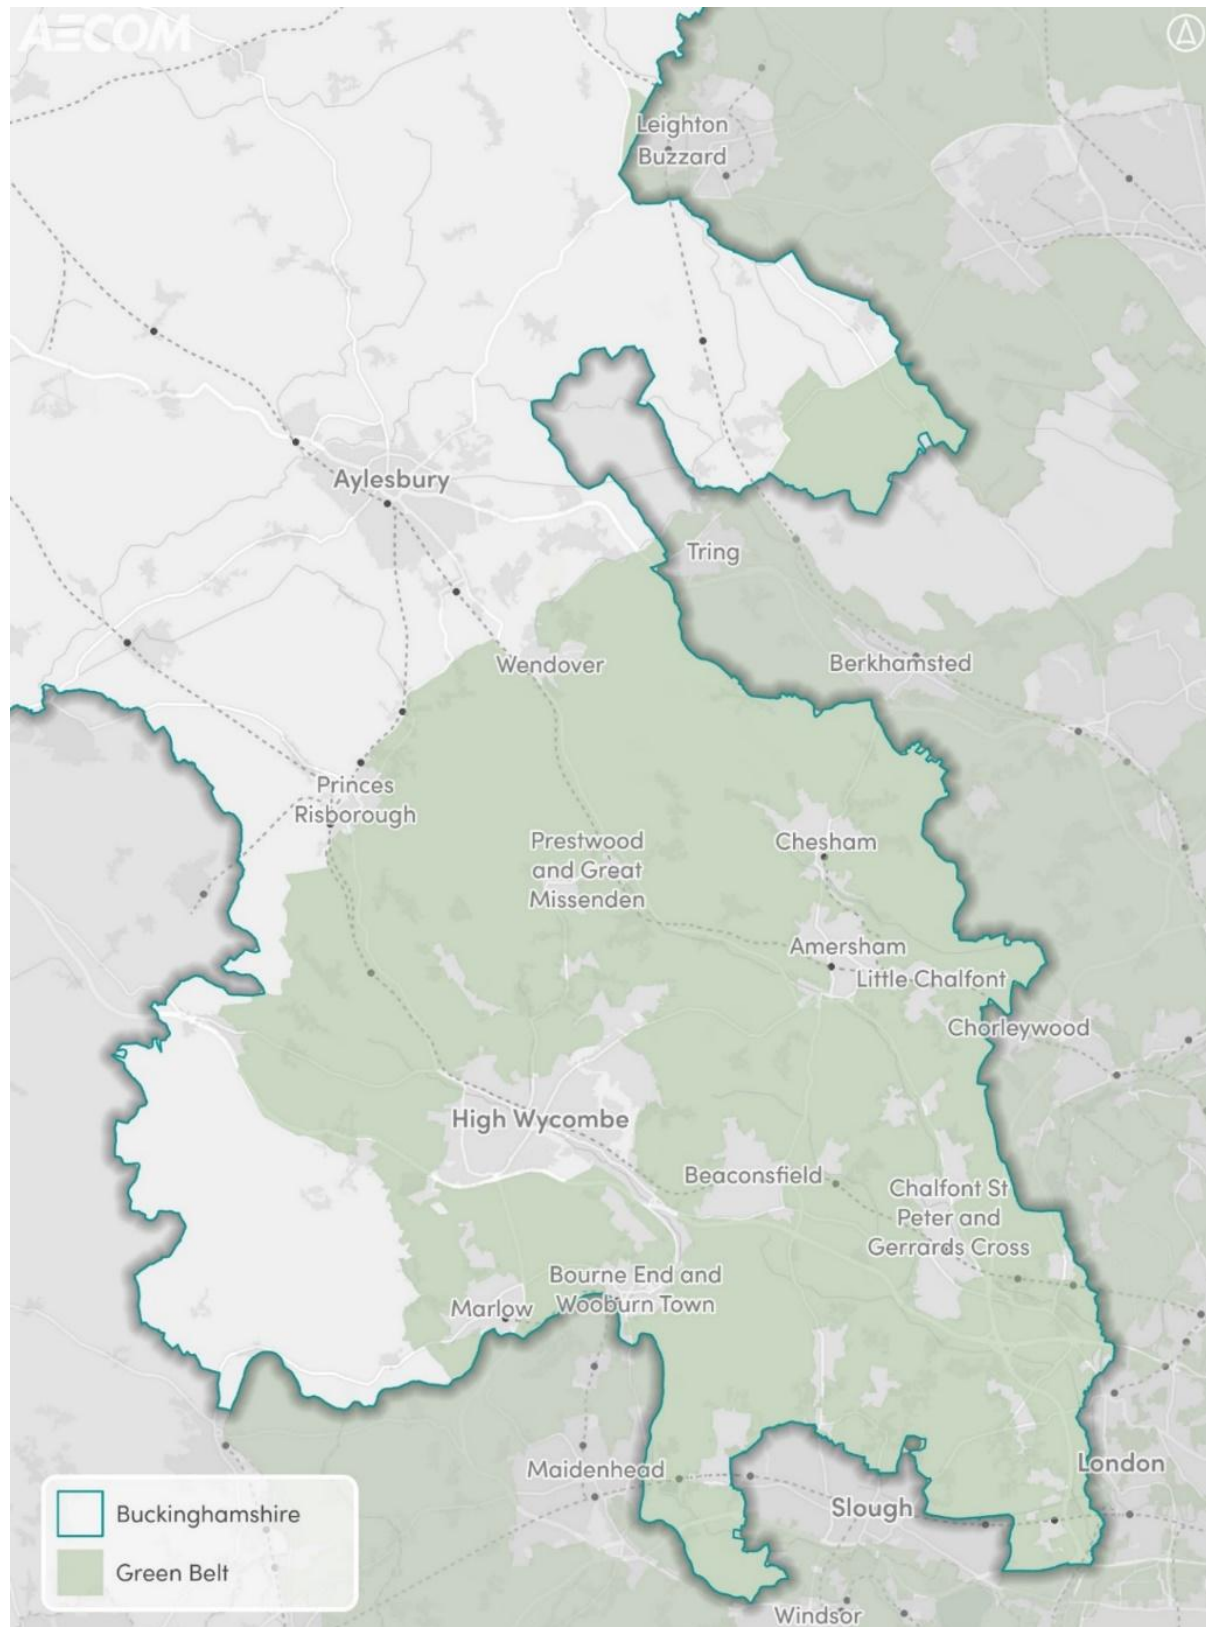 AECOM
Leighton
Buzzard
Aylesbury
Tring
Wendover
Berkhamsted
Princes
Risborough
Prestwood
and Great
Missenden
Chesham
Amersham
Little Chalfont
Chorleywood
High Wycombe
Beaconsfield
Chalfont St
Peter and
Gerrards Cross
Bourne End and
Wooburn Town
Marlow
Maidenhead
London
Slough
Windsor
Buckinghamshire
Green Belt